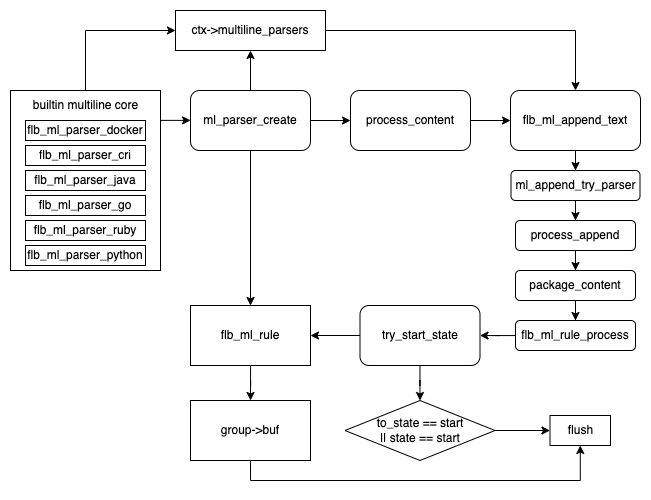 ctx->multiline_parsers
builtin multiline core
flb_ml_parser_docker
flb_ml_parser_cri
flb_ml_parser_java
flb_ml_parser_go
flb_ml_parser_ruby
flb_ml_parser_python
ml_parser_create
process_content
flb_ml_append_text
ml_append_try_parser
process_append
package_content
flb_ml_rule_process
try_start_state
flb_ml_rule
group->buf
to_state == start
|| state == start
flush